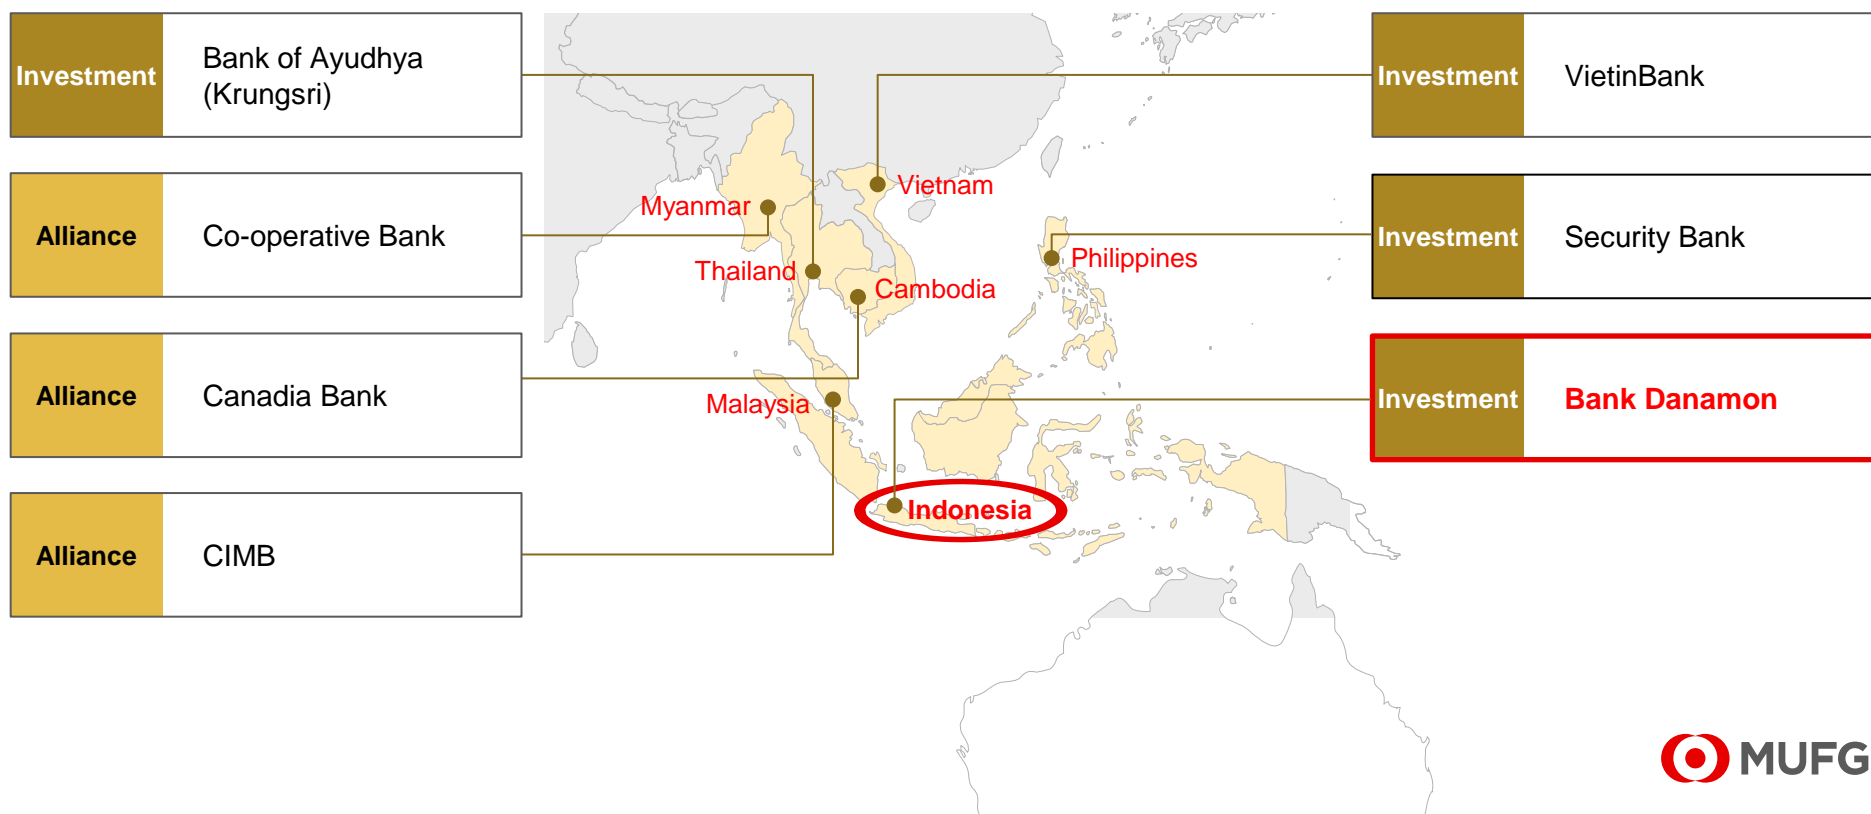 Investment
Bank of Ayudhya
(Krungsri)
Alliance
Co-operative Bank
Alliance
Canadia Bank
Alliance
CIMB
Myanmar
Vietnam
Thailand
Cambodia
Philippines
Malaysia
Indonesia
Investment
VietinBank
Investment
Security Bank
Investment
Bank Danamon
MUFG